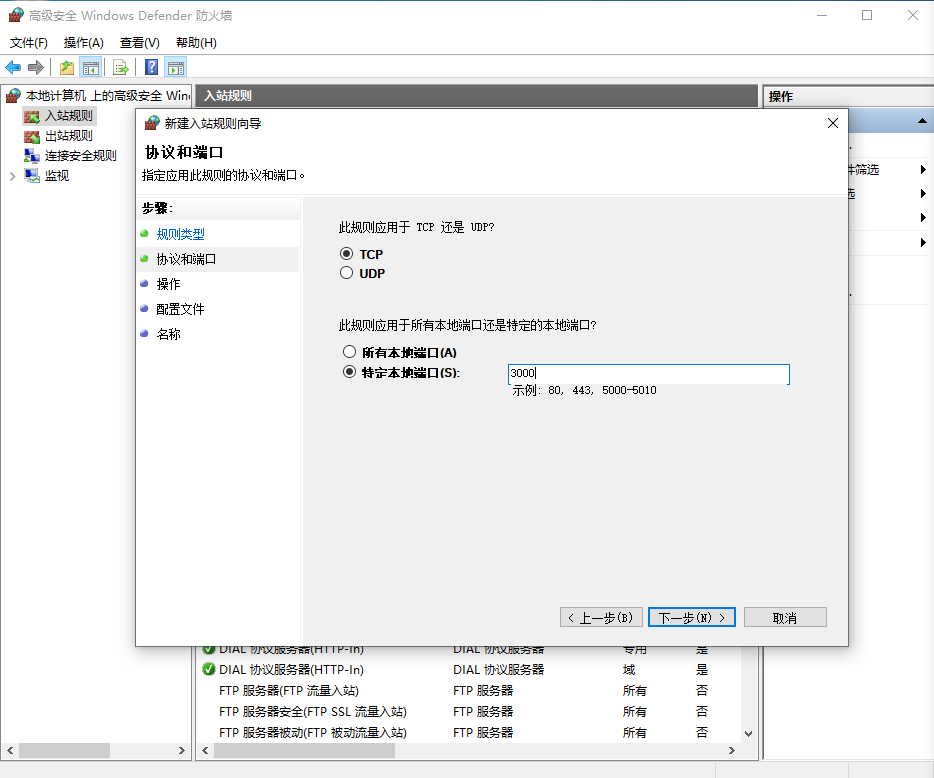 高级安全 Windows Defender 防火墙
文件(F) 操作(A) 查看(V) 帮助(H)
本地计算机 上的高级安全 Win
入站规则
出站规则
连接安全规则
监视
入站规则
操作
件筛选
选
新建入站规则向导
协议和端口
指定应用此规则的协议和端口。
步骤:
规则类型
协议和端口
操作
配置文件
名称
此规则应用于 TCP 还是 UDP?
TCP
UDP
此规则应用于所有本地端口还是特定的本地端口?
所有本地端口(A)
特定本地端口(S): 3000
示例: 80, 443, 5000-5010
< 上一步(B) 下一步(N) > 取消
DIAL 协议服务器(HTTP-In) DIAL 协议服务器 专用 是
DIAL 协议服务器(HTTP-In) DIAL 协议服务器 域 是
FTP 服务器(FTP 流量入站) FTP 服务器 所有 否
FTP 服务器安全(FTP SSL 流量入站) FTP 服务器 所有 否
FTP 服务器被动(FTP 被动流量入站) FTP 服务器 所有 否